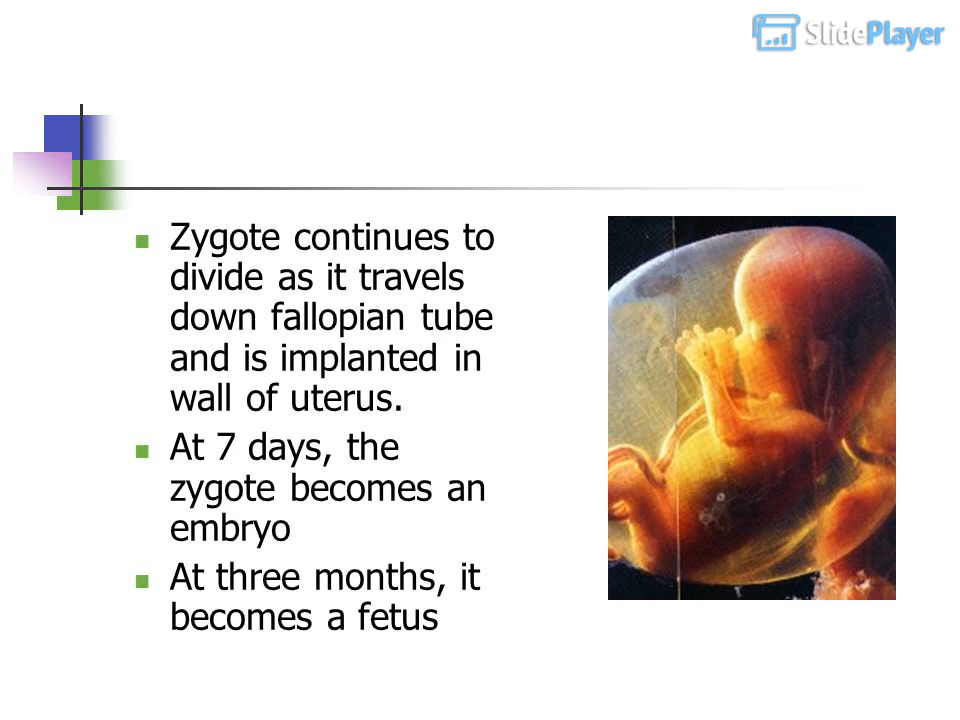 SlidePlayer
Zygote continues to
divide as it travels
down fallopian tube
and is implanted in
wall of uterus.
At 7 days, the
zygote becomes an
embryo
At three months, it
becomes a fetus